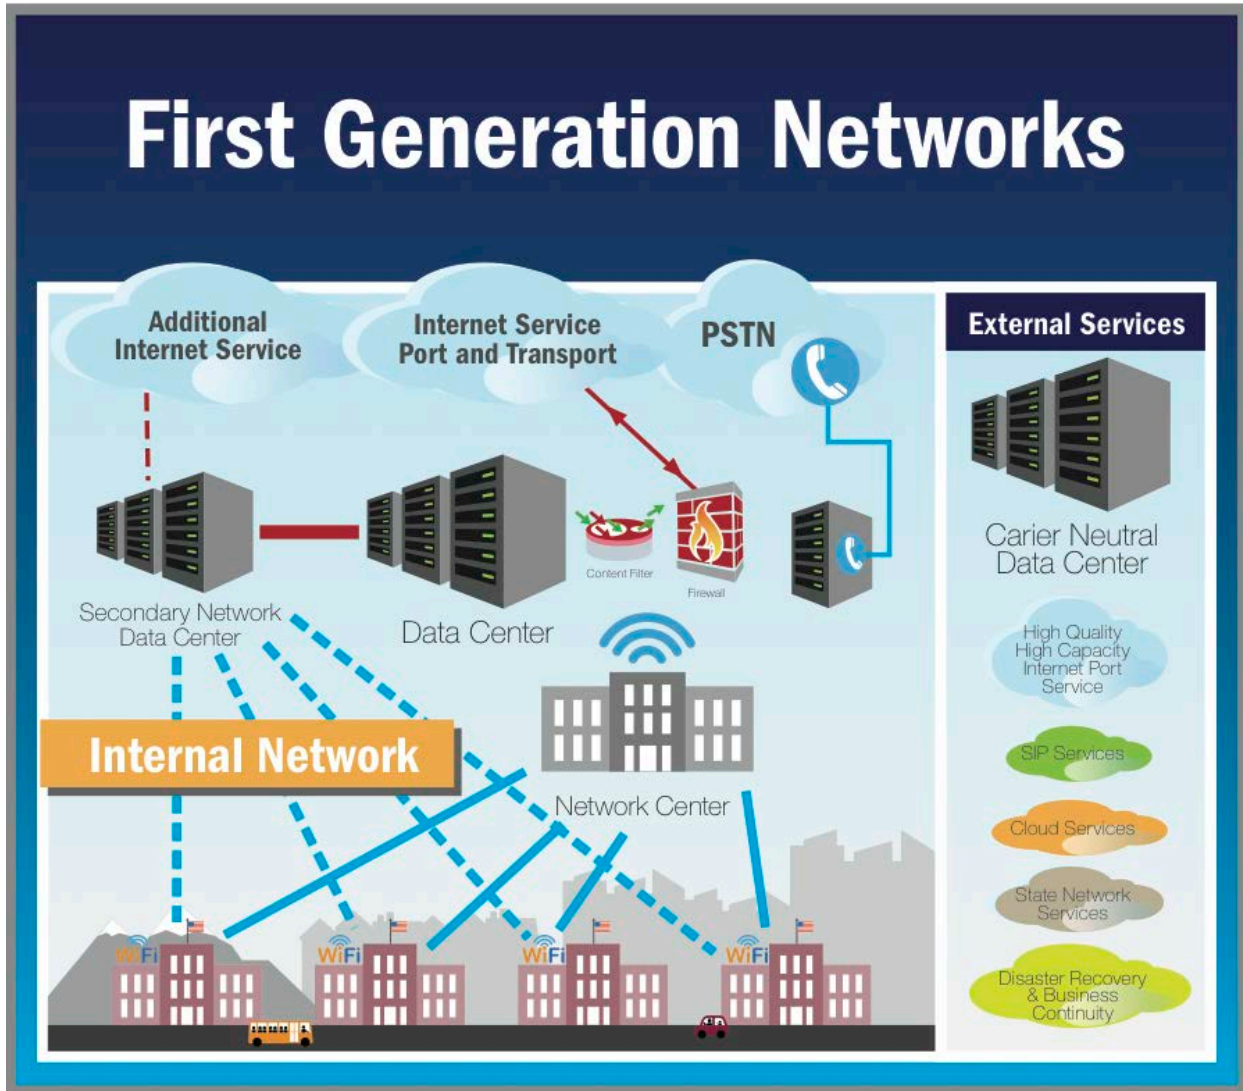 First Generation Networks
Additional
Internet Service
Internet Service
Port and Transport
PSTN
External Services
Carier Neutral
Data Center
Content Filter
Firewall
Secondary Network
Data Center
Data Center
High Quality
High Capacity
Internet Port
Service
Internal Network
SIP Services
Network Center
Cloud Services
State Network
Services
WiFi
WiFi
WiFi
WiFi
Disaster Recovery
& Business
Continuity